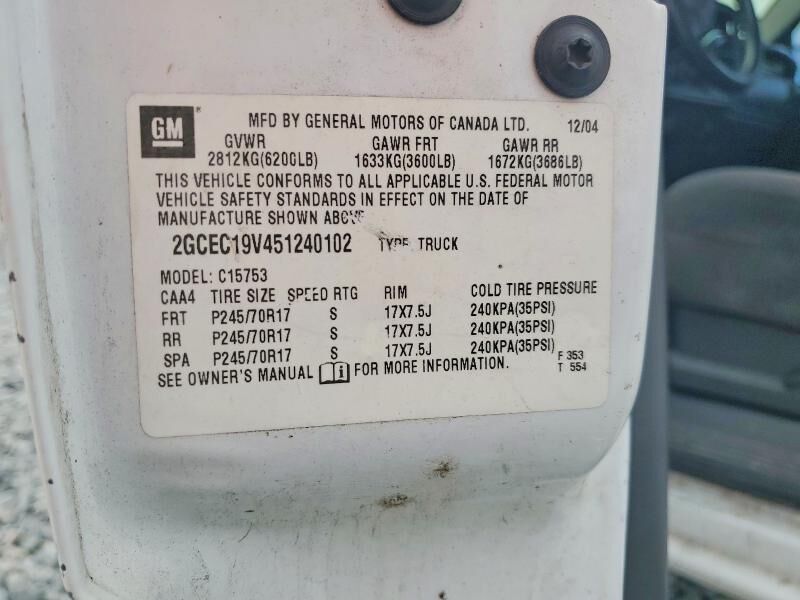 GM
MFD BY GENERAL MOTORS OF CANADA LTD. 12/04
GVWR GAWR FRT GAWR RR
2812KG(6200LB) 1633KG(3600LB) 1672KG(3686LB)
THIS VEHICLE CONFORMS TO ALL APPLICABLE U.S. FEDERAL MOTOR
VEHICLE SAFETY STANDARDS IN EFFECT ON THE DATE OF
MANUFACTURE SHOWN ABOVE
2GCEC19V451240102 TYPE TRUCK
MODEL: C15753
CAA4 TIRE SIZE SPEED RTG RIM COLD TIRE PRESSURE
FRT P245/70R17 S 17X7.5J 240KPA(35PSI)
RR P245/70R17 S 17X7.5J 240KPA(35PSI)
SPA P245/70R17 S 17X7.5J 240KPA(35PSI)
F 353
SEE OWNER'S MANUAL i FOR MORE INFORMATION. T 554